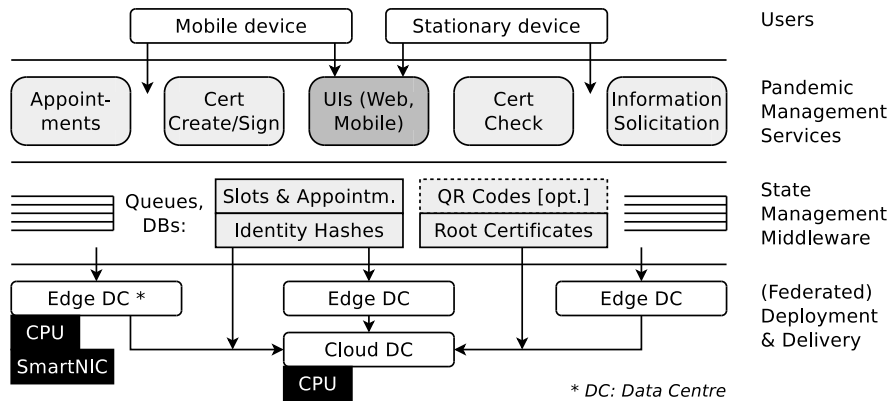 Mobile device
Stationary device
Users
Appoint-
ments
Cert
Create/Sign
UIs (Web,
Mobile)
Cert
Check
Information
Solicitation
Pandemic
Management
Services
Queues,
DBs:
Slots & Appointm.
Identity Hashes
QR Codes [opt.]
Root Certificates
State
Management
Middleware
Edge DC *
CPU
SmartNIC
Edge DC
Cloud DC
CPU
Edge DC
(Federated)
Deployment
& Delivery
* DC: Data Centre